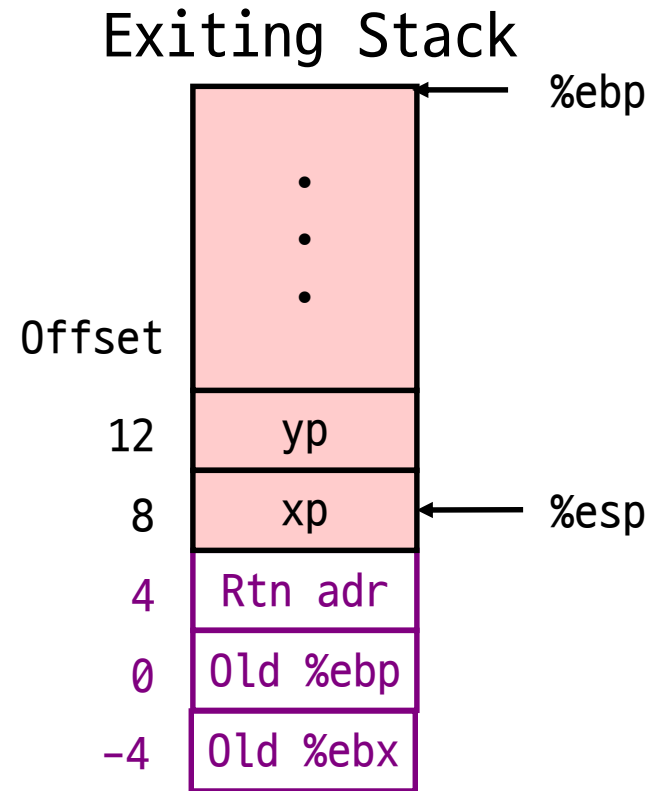 Exiting Stack
%ebp
Offset
12 yp
8 xp %esp
4 Rtn adr
0 Old %ebp
-4 Old %ebx